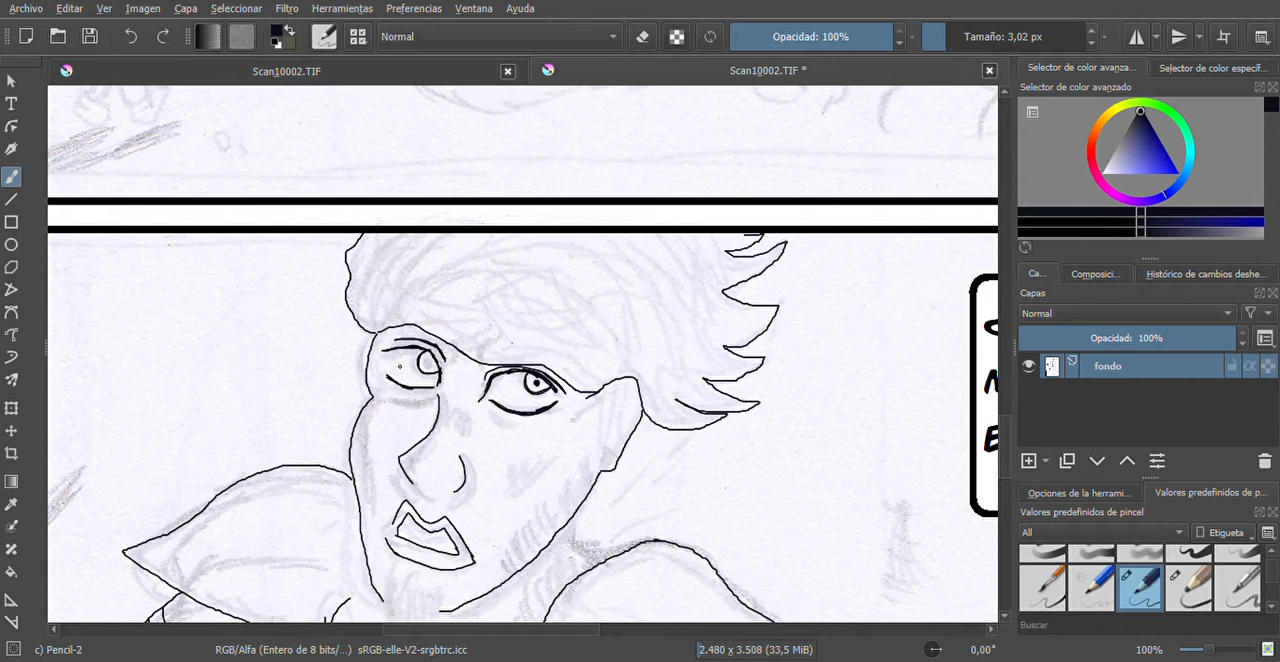 Archivo Editar Ver Imagen Capa Seleccionar Filtro Herramientas Preferencias Ventana Ayuda
Normal Opacidad: 100% Tamaño: 3,02 px
Scan10002.TIF Scan10002.TIF *
Selector de color avanza... Selector de color específ...
Selector de color avanzado
Ca... Composici... Histórico de cambios deshe...
Capas
Normal
Opacidad: 100%
fondo
Opciones de la herrami... Valores predefinidos de p...
Valores predefinidos de pincel
All Etiqueta
Buscar
c) Pencil-2 RGB/Alfa (Entero de 8 bits/...) sRGB-elle-V2-srgbtrc.icc 2.480 x 3.508 (33,5 MiB) 0,00° 100%